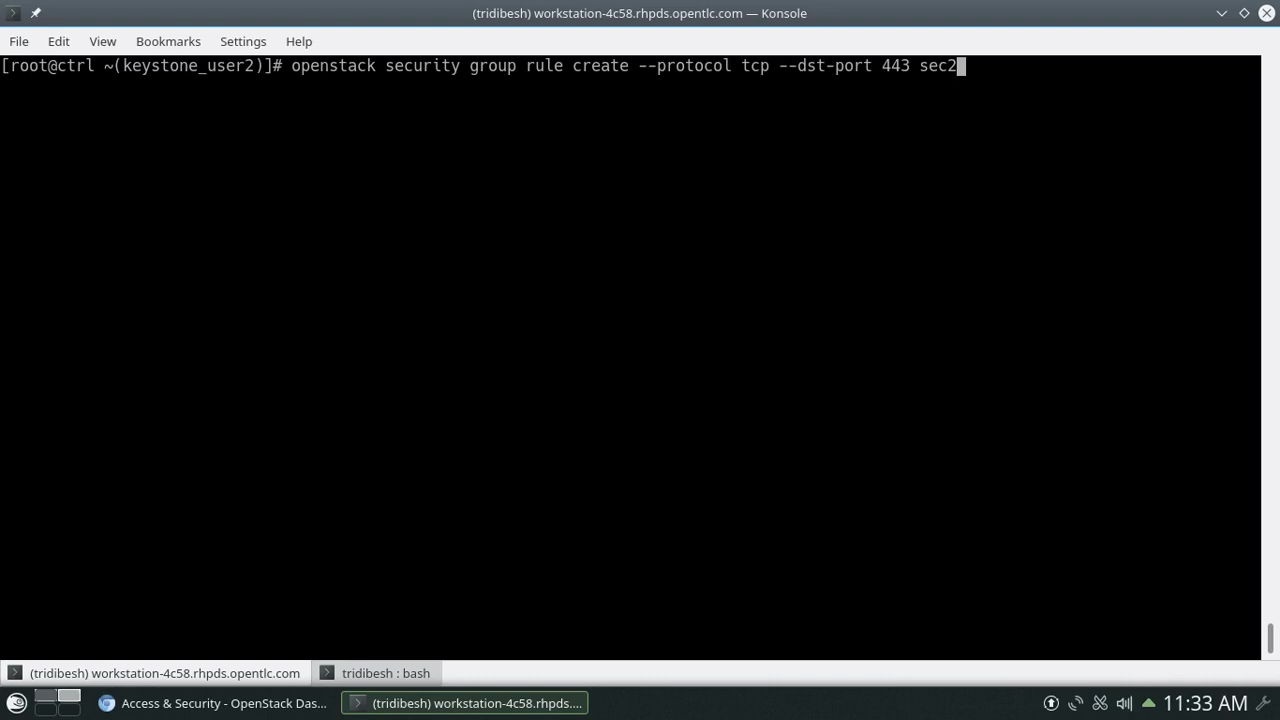 (tridibesh) workstation-4c58.rhpds.opentlc.com — Konsole
File Edit View Bookmarks Settings Help
[root@ctrl ~(keystone_user2)]# openstack security group rule create --protocol tcp --dst-port 443 sec2
(tridibesh) workstation-4c58.rhpds.opentlc.com tridibesh : bash
Access & Security - OpenStack Das... (tridibesh) workstation-4c58.rhpds.... 11:33 AM